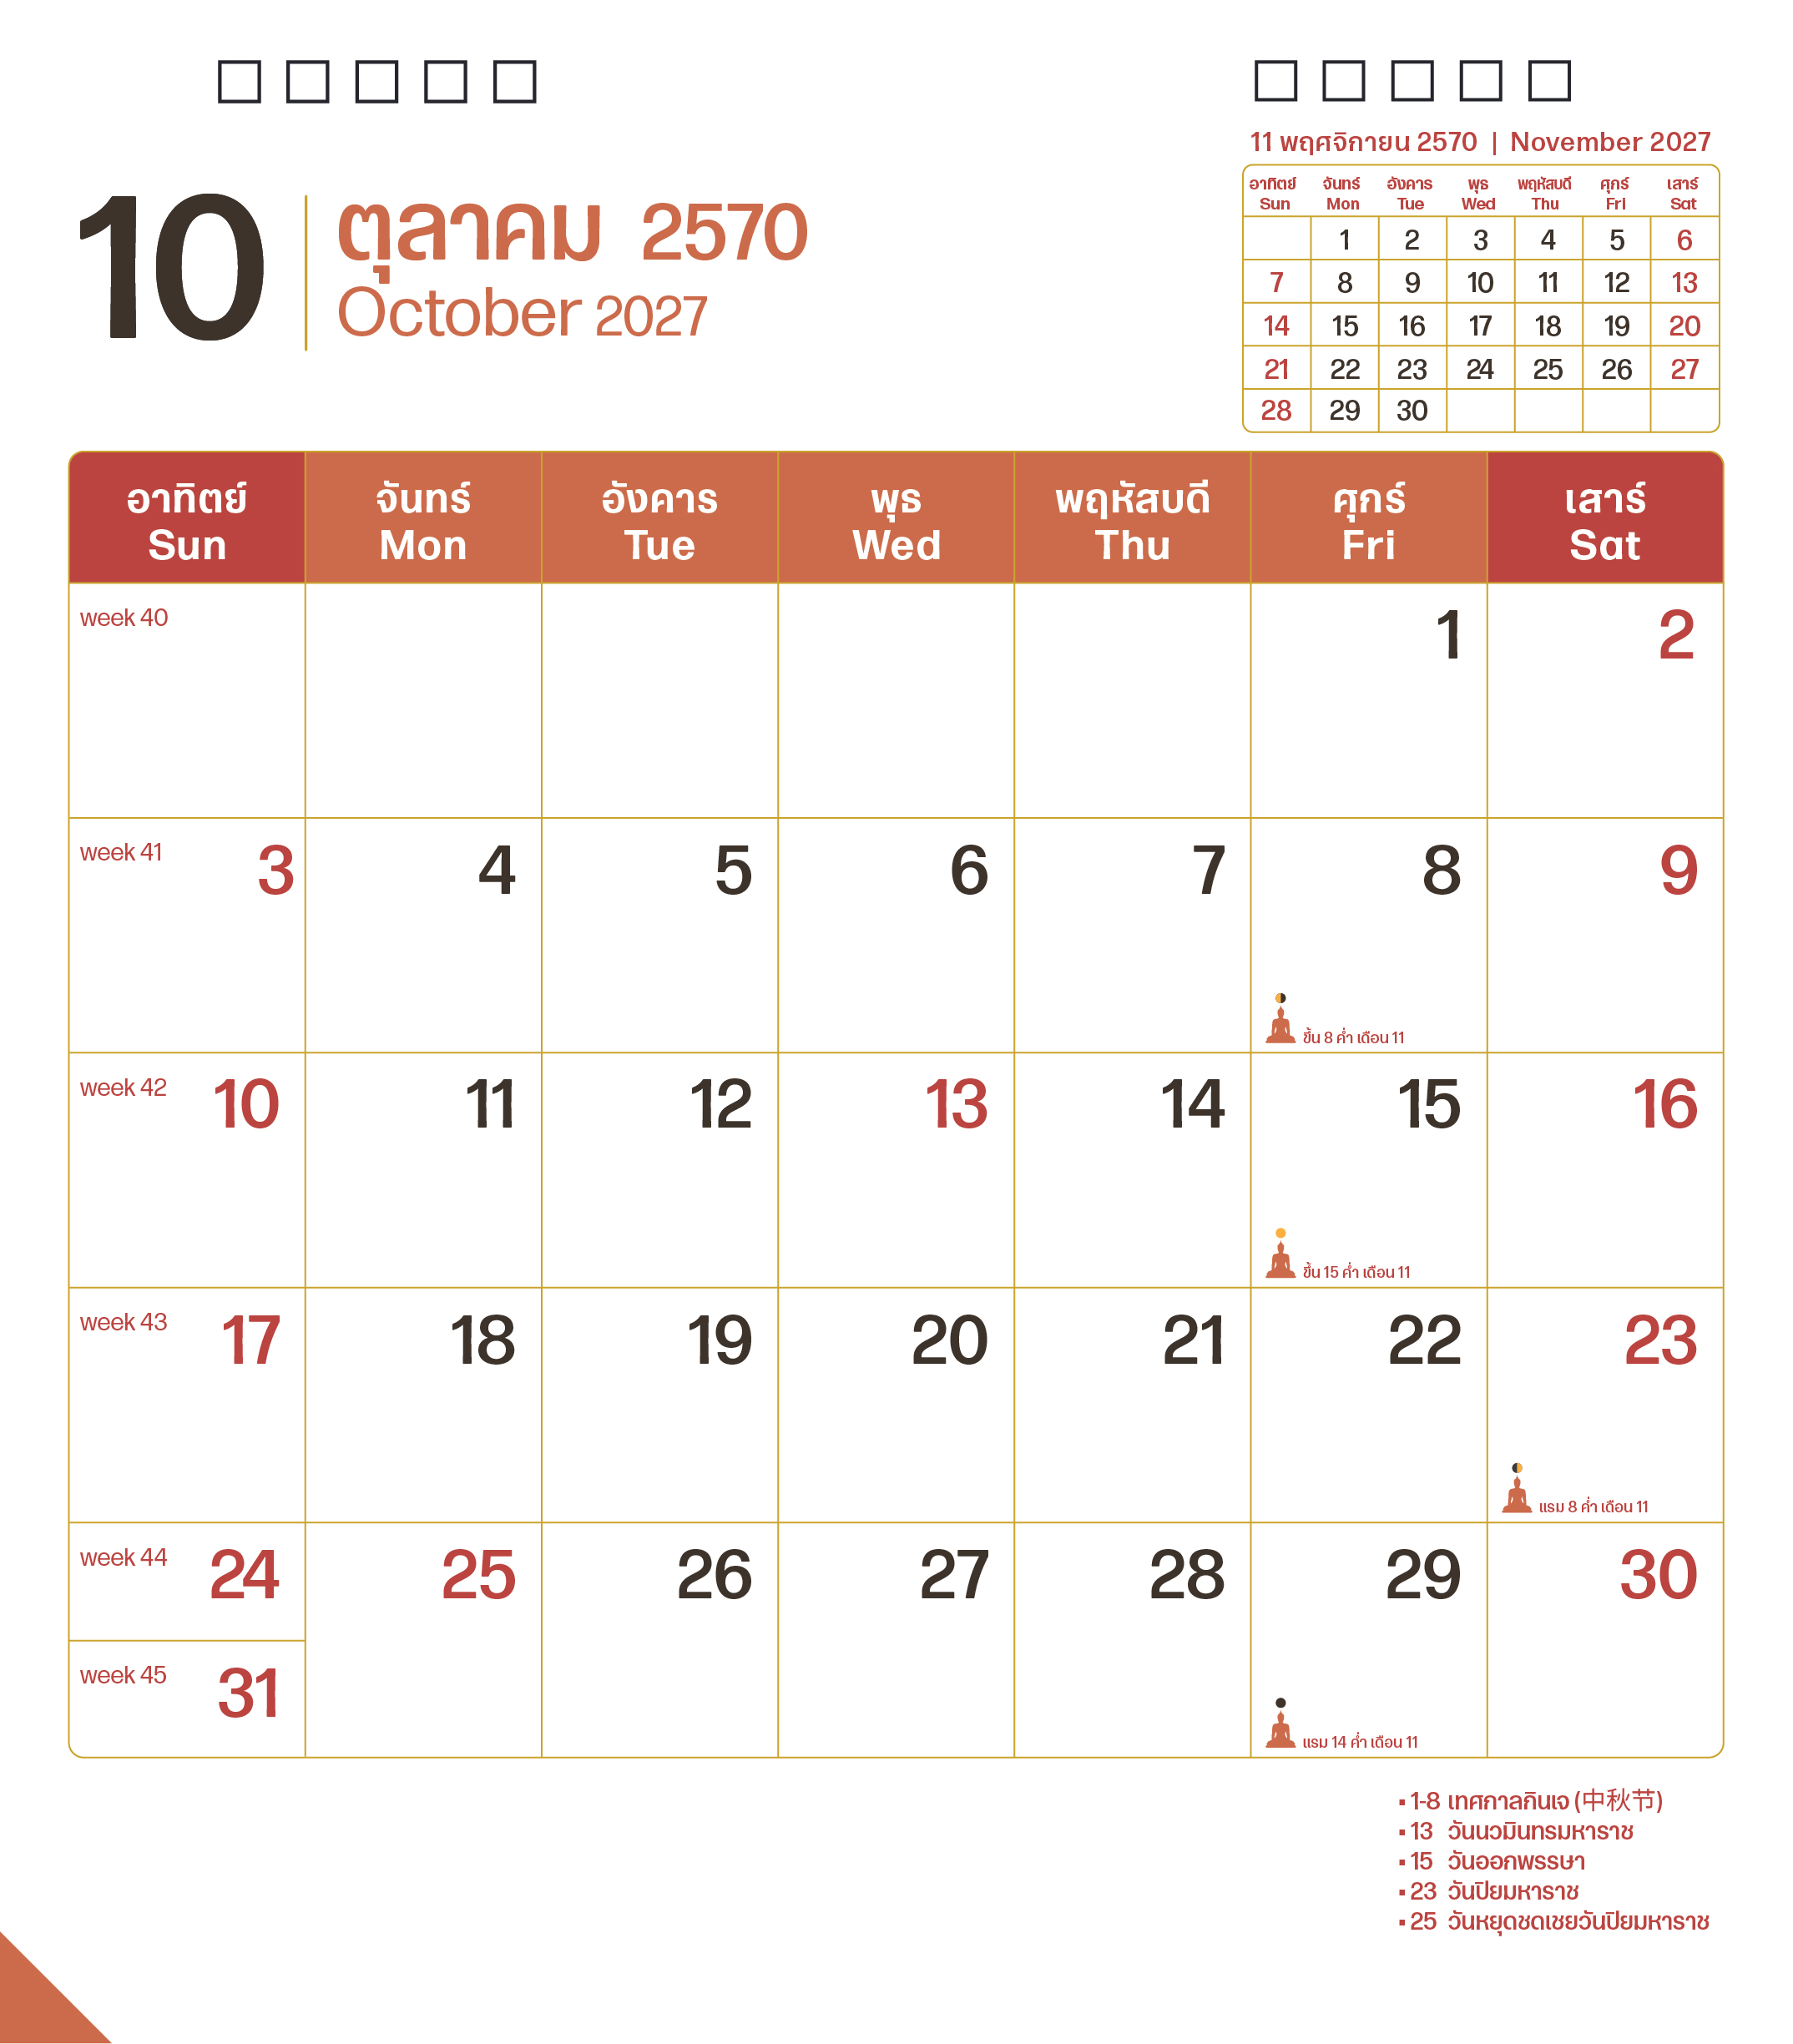 11 พฤศจิกายน 2570 | November 2027
อาทิตย์ จันทร์ อังคาร พุธ พฤหัสบดี ศุกร์ เสาร์
Sun Mon Tue Wed Thu Fri Sat
1 2 3 4 5 6
7 8 9 10 11 12 13
14 15 16 17 18 19 20
21 22 23 24 25 26 27
28 29 30
10
ตุลาคม 2570
October 2027
อาทิตย์ จันทร์ อังคาร พุธ พฤหัสบดี ศุกร์ เสาร์
Sun Mon Tue Wed Thu Fri Sat
week 40 1 2
week 41 3 4 5 6 7 8 9
ขึ้น 8 ค่ำ เดือน 11
week 42 10 11 12 13 14 15 16
ขึ้น 15 ค่ำ เดือน 11
week 43 17 18 19 20 21 22 23
แรม 8 ค่ำ เดือน 11
week 44 24 25 26 27 28 29 30
week 45 31
แรม 14 ค่ำ เดือน 11
▪ 1-8 เทศกาลกินเจ (中秋节)
▪ 13 วันนวมินทรมหาราช
▪ 15 วันออกพรรษา
▪ 23 วันปิยมหาราช
▪ 25 วันหยุดชดเชยวันปิยมหาราช